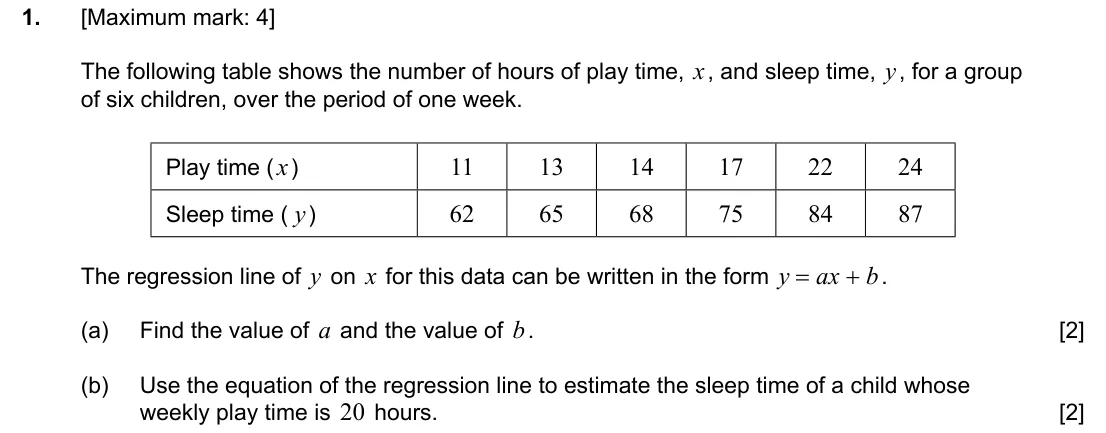 1. [Maximum mark: 4]
The following table shows the number of hours of play time, x, and sleep time, y, for a group
of six children, over the period of one week.
Play time (x) 11 13 14 17 22 24
Sleep time (y) 62 65 68 75 84 87
The regression line of y on x for this data can be written in the form y = ax + b.
(a) Find the value of a and the value of b. [2]
(b) Use the equation of the regression line to estimate the sleep time of a child whose
weekly play time is 20 hours. [2]